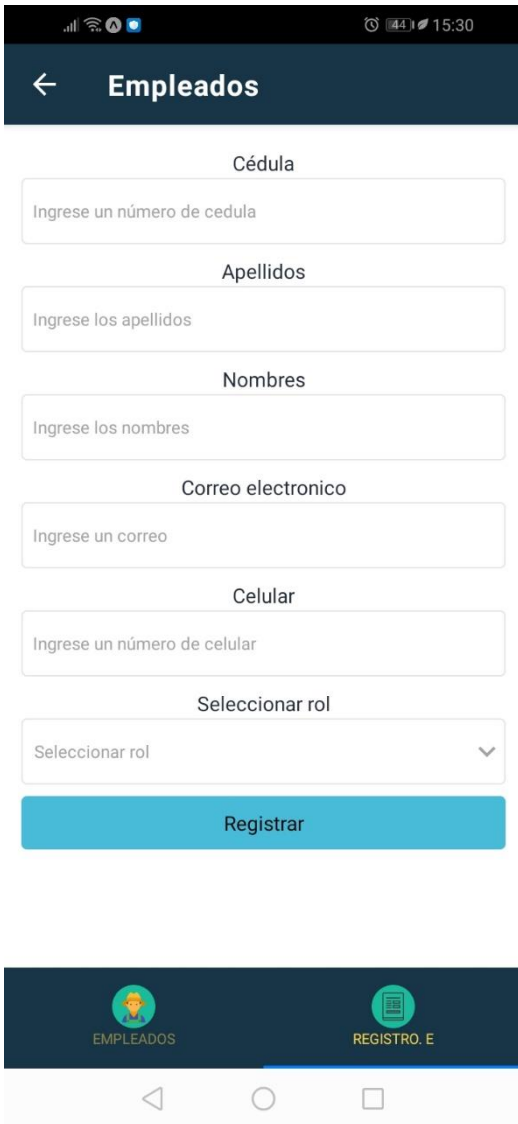 44 15:30
Empleados
Cédula
Ingrese un número de cedula
Apellidos
Ingrese los apellidos
Nombres
Ingrese los nombres
Correo electronico
Ingrese un correo
Celular
Ingrese un número de celular
Seleccionar rol
Seleccionar rol
Registrar
EMPLEADOS REGISTRO. E